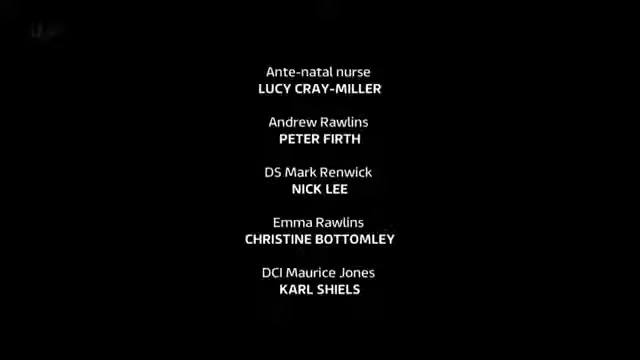 Ante-natal nurse
LUCY CRAY-MILLER
Andrew Rawlins
PETER FIRTH
DS Mark Renwick
NICK LEE
Emma Rawlins
CHRISTINE BOTTOMLEY
DCI Maurice Jones
KARL SHIELS